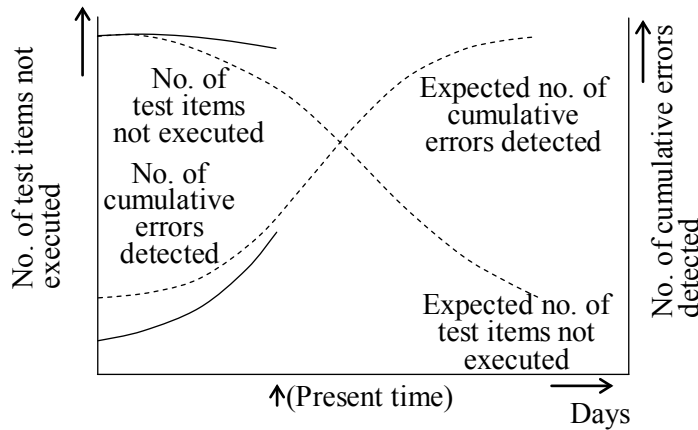 No. of test items not
executed
No. of
test items
not executed
No. of
cumulative
errors
detected
Expected no. of
cumulative
errors detected
Expected no. of
test items not
executed
No. of cumulative errors
detected
(Present time)
Days